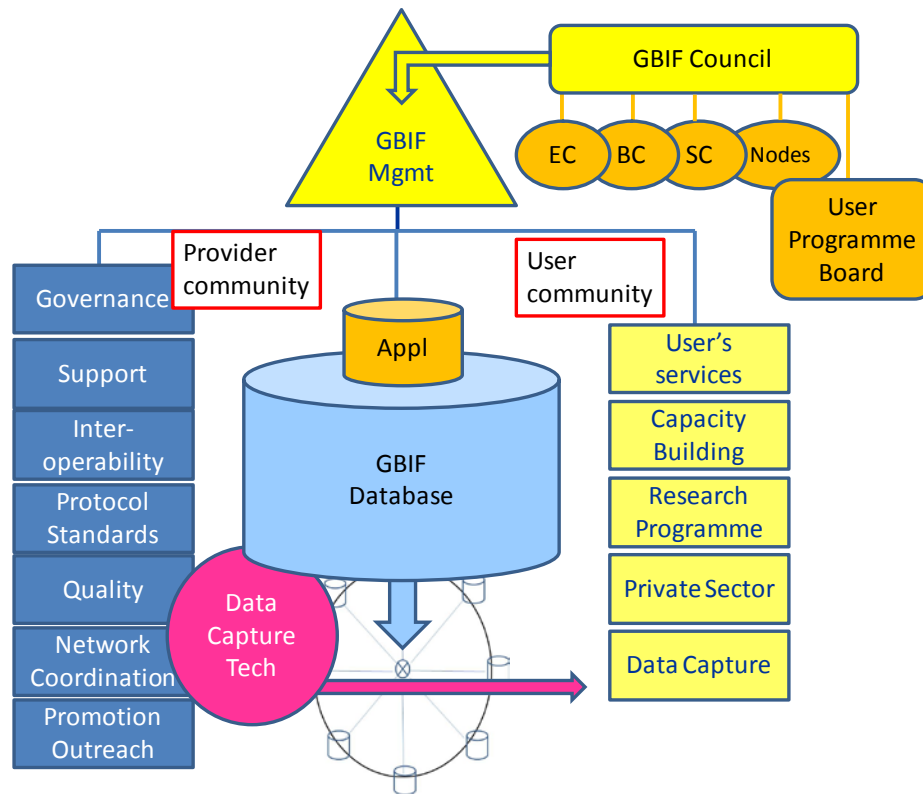 GBIF Council
GBIF
Mgmt
EC
BC
SC
Nodes
User
Programme
Board
Provider
community
User
community
Governance
Support
Inter-
operability
Protocol
Standards
Quality
Network
Coordination
Promotion
Outreach
Appl
GBIF
Database
Data
Capture
Tech
User’s
services
Capacity
Building
Research
Programme
Private Sector
Data Capture